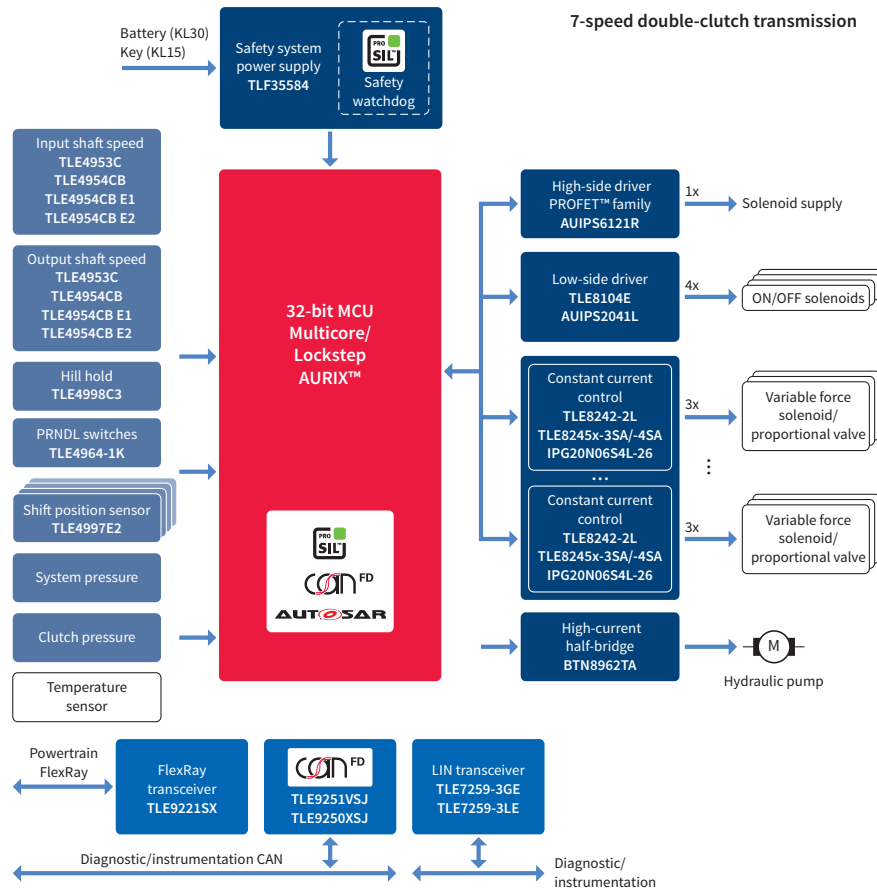 7-speed double-clutch transmission
Battery (KL30)
Key (KL15)
Safety system
power supply
TLF35584
PRO
SIL™
Safety
watchdog
Input shaft speed
TLE4953C
TLE4954CB
TLE4954CB E1
TLE4954CB E2
Output shaft speed
TLE4953C
TLE4954CB
TLE4954CB E1
TLE4954CB E2
Hill hold
TLE4998C3
PRNDL switches
TLE4964-1K
Shift position sensor
TLE4997E2
System pressure
Clutch pressure
Temperature
sensor
32-bit MCU
Multicore/
Lockstep
AURIX™
PRO
SIL™
CAN FD
AUTOSAR
High-side driver
PROFET™ family
AUIPS6121R
1x
Solenoid supply
Low-side driver
TLE8104E
AUIPS2041L
4x
ON/OFF solenoids
Constant current
control
TLE8242-2L
TLE8245x-3SA/-4SA
IPG20N06S4L-26
3x
Variable force
solenoid/
proportional valve
...
⋮
Constant current
control
TLE8242-2L
TLE8245x-3SA/-4SA
IPG20N06S4L-26
3x
Variable force
solenoid/
proportional valve
High-current
half-bridge
BTN8962TA
M
Hydraulic pump
Powertrain
FlexRay
FlexRay
transceiver
TLE9221SX
CAN FD
TLE9251VSJ
TLE9250XSJ
LIN transceiver
TLE7259-3GE
TLE7259-3LE
Diagnostic/instrumentation CAN
Diagnostic/
instrumentation